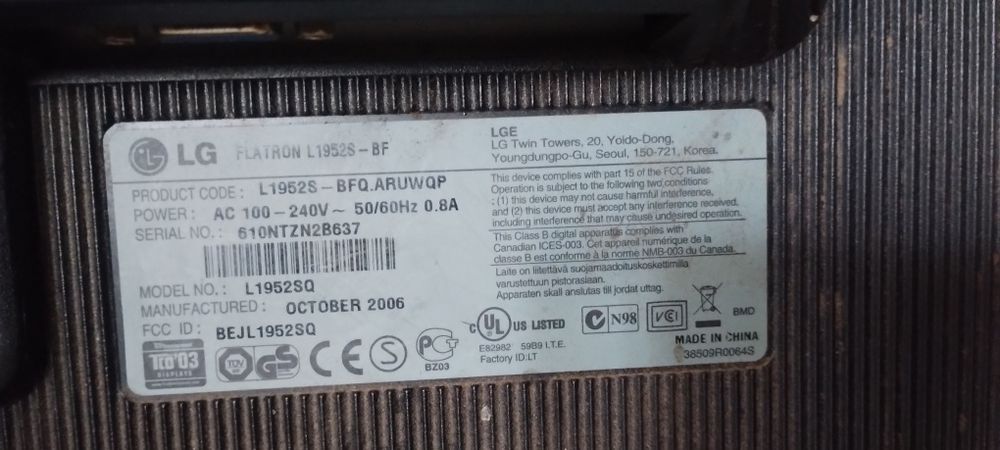 LG FLATRON L1952S-BF
PRODUCT CODE : L1952S-BFQ.ARUWQP
POWER : AC 100-240V~ 50/60Hz 0.8A
SERIAL NO. : 610NTZN2B637
MODEL NO. : L1952SQ
MANUFACTURED : OCTOBER 2006
FCC ID : BEJL1952SQ
TCO'03
DISPLAYS
TÜV
GS
CE
S
PCT
BZ03
LGE
LG Twin Towers, 20, Yoido-Dong,
Youngdungpo-Gu, Seoul, 150-721, Korea.
This device complies with part 15 of the FCC Rules.
Operation is subject to the following two conditions
: (1) this device may not cause harmful interference,
and (2) this device must accept any interference received,
including interference that may cause undesired operation.
This Class B digital apparatus complies with
Canadian ICES-003. Cet appareil numérique de la
classe B est conforme à la norme NMB-003 du Canada.
Laite on liitettävä suojamaadoituskoskettimilla
varustettuun pistorasiaan.
Apparaten skall anslutas till jordat uttag.
C UL US LISTED
E82982 59B9 I.T.E.
Factory ID:LT
N98
VCI
BMD
MADE IN CHINA
38509R0064S